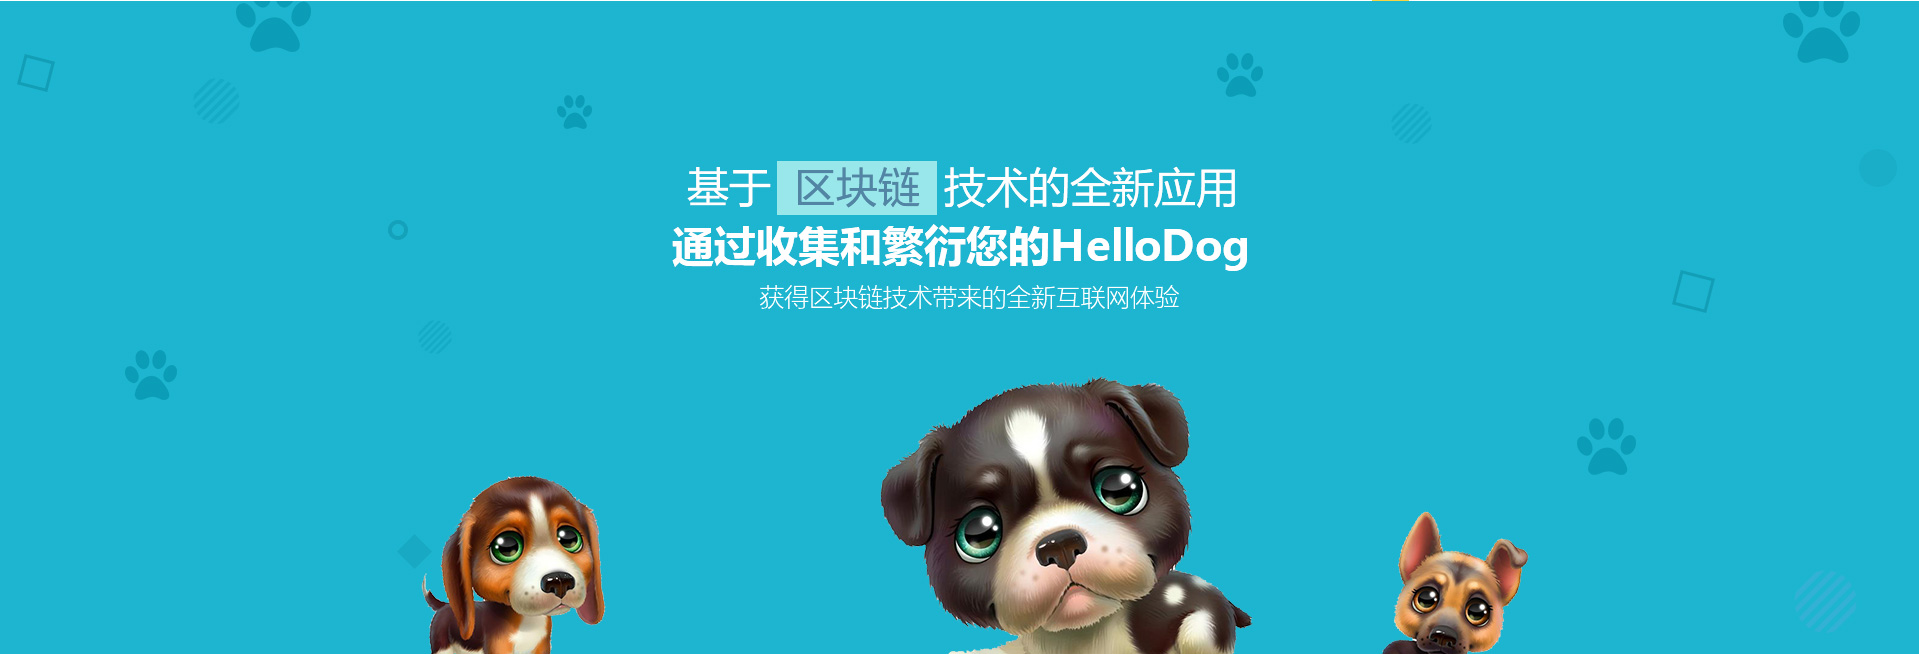 基于 区块链 技术的全新应用
通过收集和繁衍您的HelloDog
获得区块链技术带来的全新互联网体验